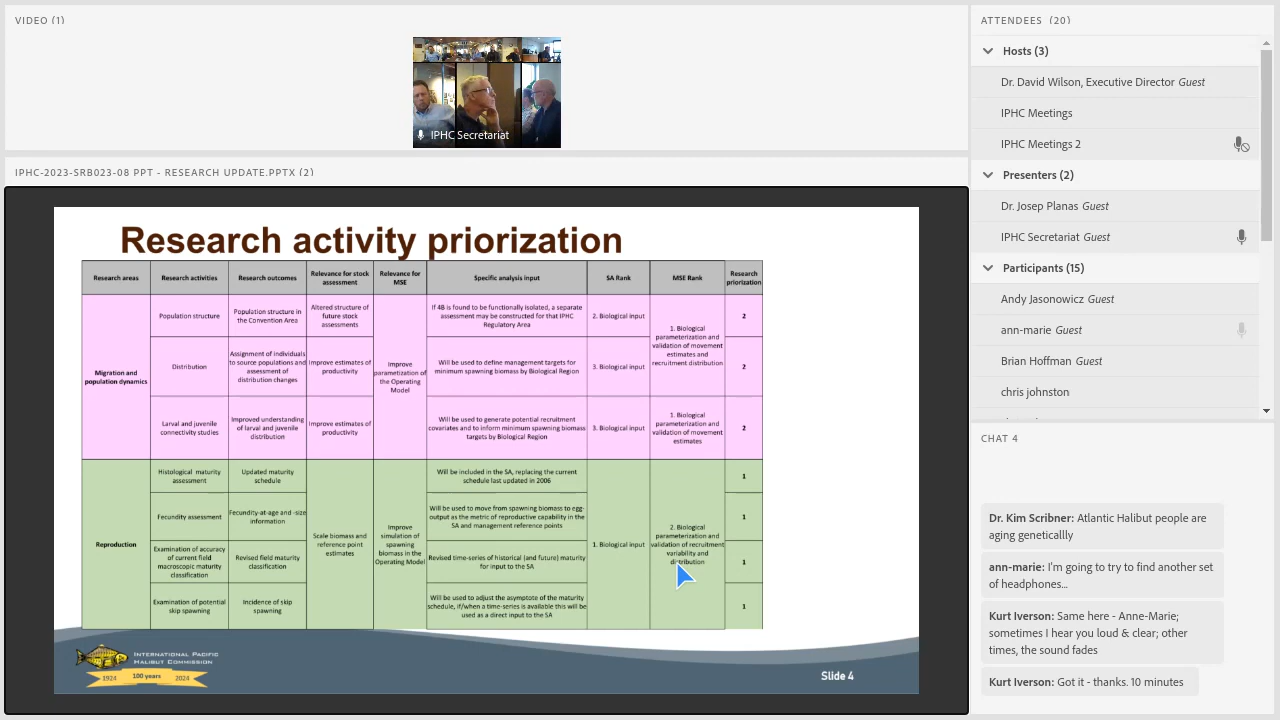 VIDEO (1)
IPHC Secretariat
IPHC-2023-SRB023-08 PPT - RESEARCH UPDATE.PPTX (2)
Research activity priorization
Research areas
Research activities
Research outcomes
Relevance for stock
assessment
Relevance for
MSE
Specific analysis input
SA Rank
MSE Rank
Research
priorization
Migration and
population dynamics
Population structure
Population structure in
the Convention Area
Altered structure of
future stock
assessments
Improve
parametization of
the Operating
Model
If 4B is found to be functionally isolated, a separate
assessment may be constructed for that IPHC
Regulatory Area
2. Biological input
1. Biological
parameterization and
validation of movement
estimates and
recruitment distribution
2
Distribution
Assignment of individuals
to source populations and
assessment of
distribution changes
Improve estimates of
productivity
Will be used to define management targets for
minimum spawning biomass by Biological Region
3. Biological input
2
Larval and juvenile
connectivity studies
Improved understanding
of larval and juvenile
distribution
Improve estimates of
productivity
Will be used to generate potential recruitment
covariates and to inform minimum spawning biomass
targets by Biological Region
3. Biological input
1. Biological
parameterization and
validation of movement
estimates
2
Reproduction
Histological maturity
assessment
Updated maturity
schedule
Scale biomass and
reference point
estimates
Improve
simulation of
spawning
biomass in the
Operating Model
Will be included in the SA, replacing the current
schedule last updated in 2006
1. Biological input
2. Biological
parameterization and
validation of recruitment
variability and
distribution
1
Fecundity assessment
Fecundity-at-age and -size
information
Will be used to move from spawning biomass to egg-
output as the metric of reproductive capability in the
SA and management reference points
1
Examination of accuracy
of current field
macroscopic maturity
classification
Revised field maturity
classification
Revised time-series of historical (and future) maturity
for input to the SA
1
Examination of potential
skip spawning
Incidence of skip
spawning
Will be used to adjust the asymptote of the maturity
schedule, if/when a time-series is available this will be
used as a direct input to the SA
1
INTERNATIONAL PACIFIC
HALIBUT COMMISSION
1924 100 years 2024
Slide 4
ATTENDEES (20)
Hosts (3)
Dr. David Wilson, Executive Director Guest
IPHC Meetings
IPHC Meetings 2
Presenters (2)
Dr. Josep Planas Guest
IPHC Secretariat Guest
Participants (15)
Andy Jasonowicz Guest
ann-marie Guest
Brian Hoffman Guest
chris johnston
CHAT 4
Dr. Kim Scribner: Atlantic Halibut people are
aging genetically,
ann-marie: I am going to try to find another set
of headphones...
Kurt Iverson: Same here - Anne-Marie;
sometimes I hear you loud & clear; other
times the sound is low
Kurt Iverson: Got it - thanks. 10 minutes